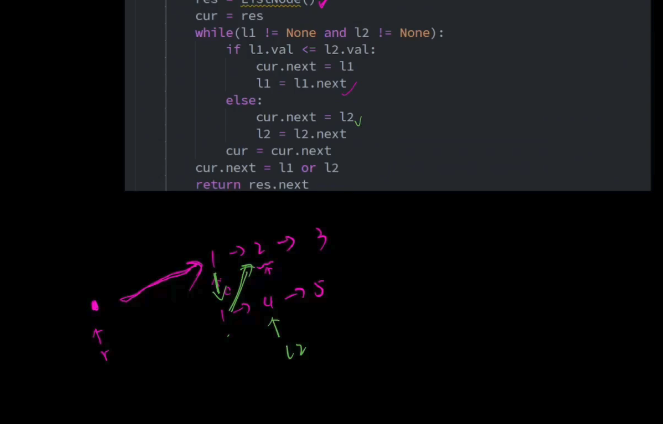 res = ListNode()
cur = res
while(l1 != None and l2 != None):
if l1.val <= l2.val:
cur.next = l1
l1 = l1.next
else:
cur.next = l2
l2 = l2.next
cur = cur.next
cur.next = l1 or l2
return res.next
1 → 2 → 3
1 → 4 → 5
r
l2